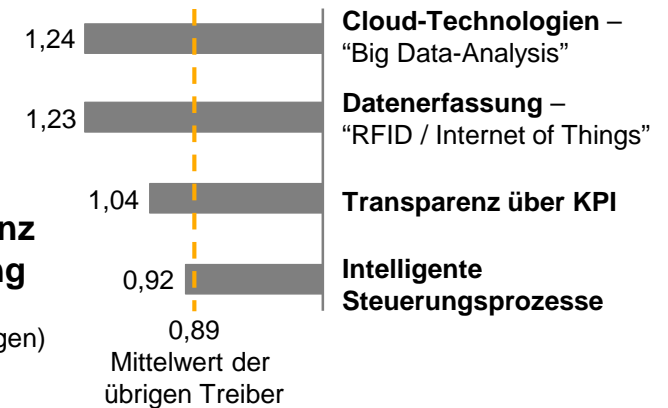 1,24
Cloud-Technologien –
“Big Data-Analysis”
1,23
Datenerfassung –
“RFID / Internet of Things”
1,04
Transparenz über KPI
0,92
Intelligente
Steuerungsprozesse
0,89
Mittelwert der
übrigen Treiber